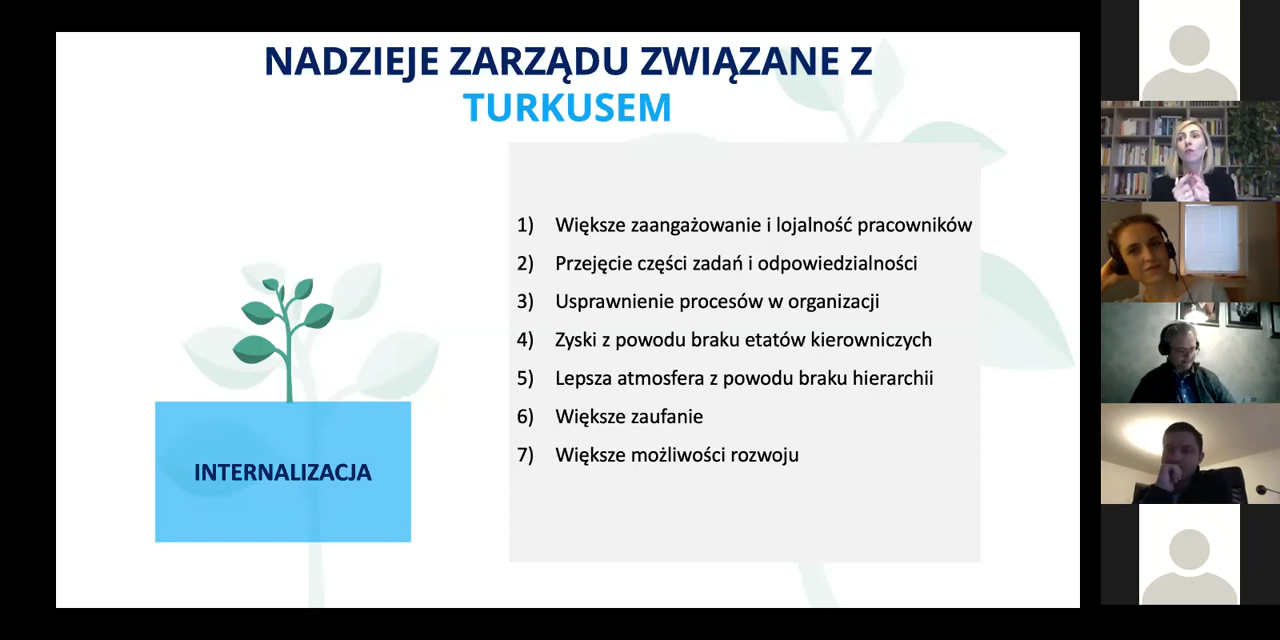 NADZIEJE ZARZĄDU ZWIĄZANE Z
TURKUSEM
1) Większe zaangażowanie i lojalność pracowników
2) Przejęcie części zadań i odpowiedzialności
3) Usprawnienie procesów w organizacji
4) Zyski z powodu braku etatów kierowniczych
5) Lepsza atmosfera z powodu braku hierarchii
6) Większe zaufanie
7) Większe możliwości rozwoju
INTERNALIZACJA